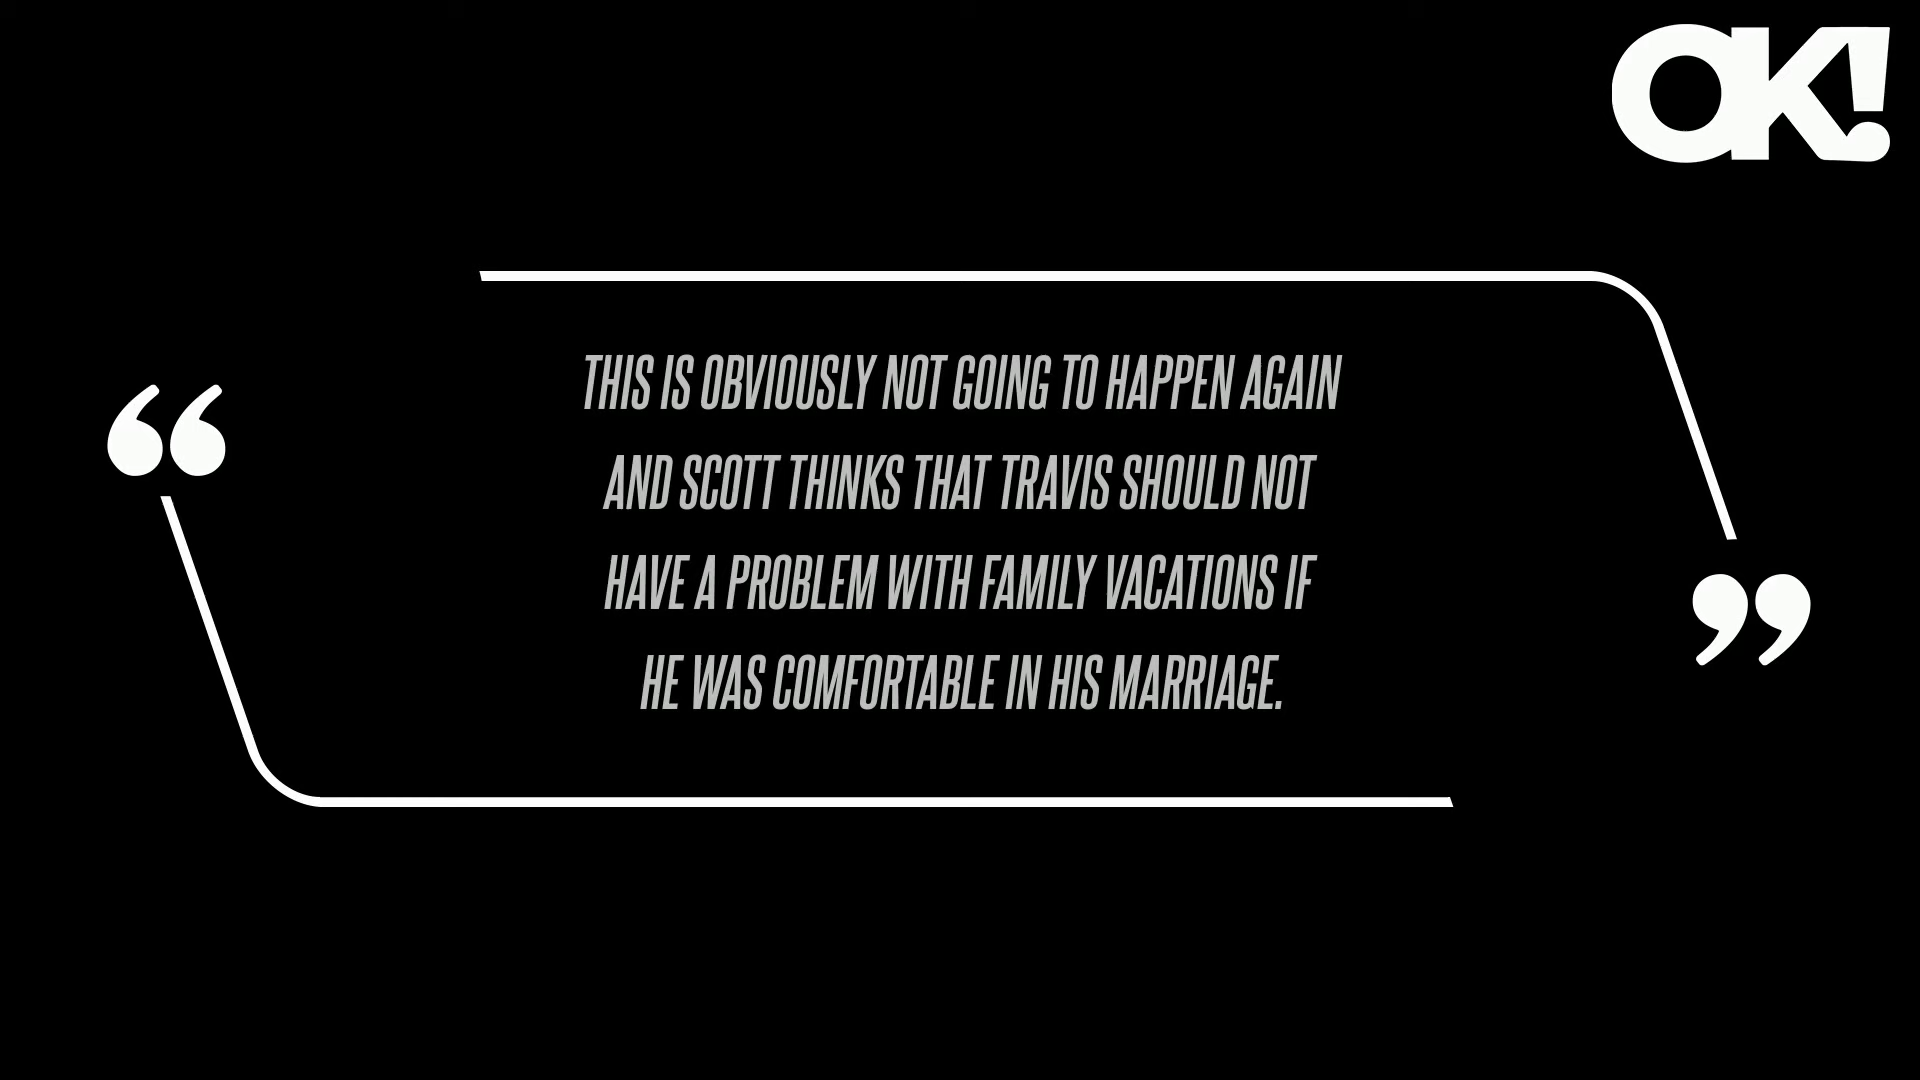 OK!
“
THIS IS OBVIOUSLY NOT GOING TO HAPPEN AGAIN
AND SCOTT THINKS THAT TRAVIS SHOULD NOT
HAVE A PROBLEM WITH FAMILY VACATIONS IF
HE WAS COMFORTABLE IN HIS MARRIAGE.
”